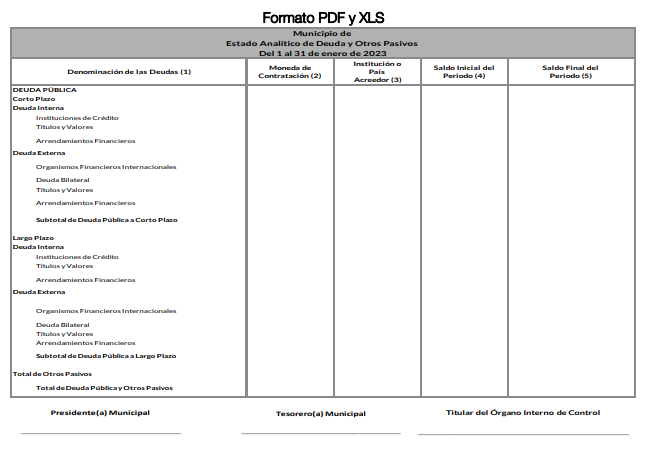 Formato PDF y XLS
Municipio de
Estado Analítico de Deuda y Otros Pasivos
Del 1 al 31 de enero de 2023
Denominación de las Deudas (1)
Moneda de
Contratación (2)
Institución o
País
Acreedor (3)
Saldo Inicial del
Periodo (4)
Saldo Final del
Periodo (5)
DEUDA PÚBLICA
Corto Plazo
Deuda Interna
Instituciones de Crédito
Títulos y Valores
Arrendamientos Financieros
Deuda Externa
Organismos Financieros Internacionales
Deuda Bilateral
Títulos y Valores
Arrendamientos Financieros
Subtotal de Deuda Pública a Corto Plazo
Largo Plazo
Deuda Interna
Instituciones de Crédito
Títulos y Valores
Arrendamientos Financieros
Deuda Externa
Organismos Financieros Internacionales
Deuda Bilateral
Títulos y Valores
Arrendamientos Financieros
Subtotal de Deuda Pública a Largo Plazo
Total de Otros Pasivos
Total de Deuda Pública y Otros Pasivos
Presidente(a) Municipal
Tesorero(a) Municipal
Titular del Órgano Interno de Control